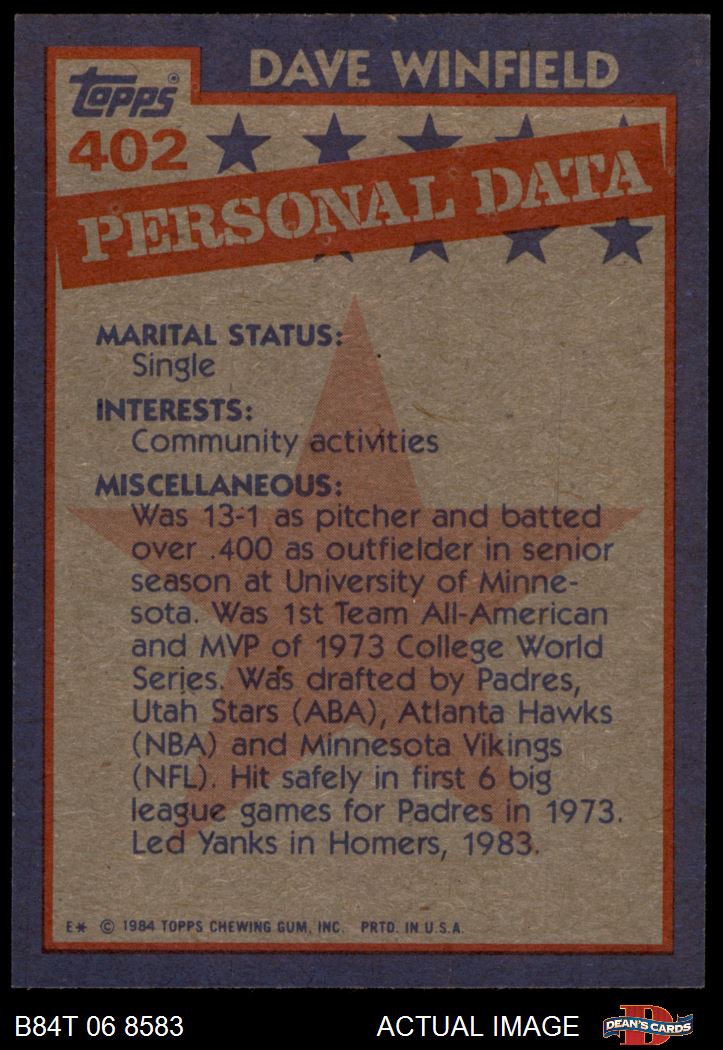 DAVE WINFIELD
Topps ®
402
PERSONAL DATA
MARITAL STATUS:
Single
INTERESTS:
Community activities
MISCELLANEOUS:
Was 13-1 as pitcher and batted
over .400 as outfielder in senior
season at University of Minne-
sota. Was 1st Team All-American
and MVP of 1973 College World
Series. Was drafted by Padres,
Utah Stars (ABA), Atlanta Hawks
(NBA) and Minnesota Vikings
(NFL). Hit safely in first 6 big
league games for Padres in 1973.
Led Yanks in Homers, 1983.
E* © 1984 TOPPS CHEWING GUM, INC. PRTD. IN U.S.A.
B84T 06 8583 ACTUAL IMAGE D DEAN'S CARDS